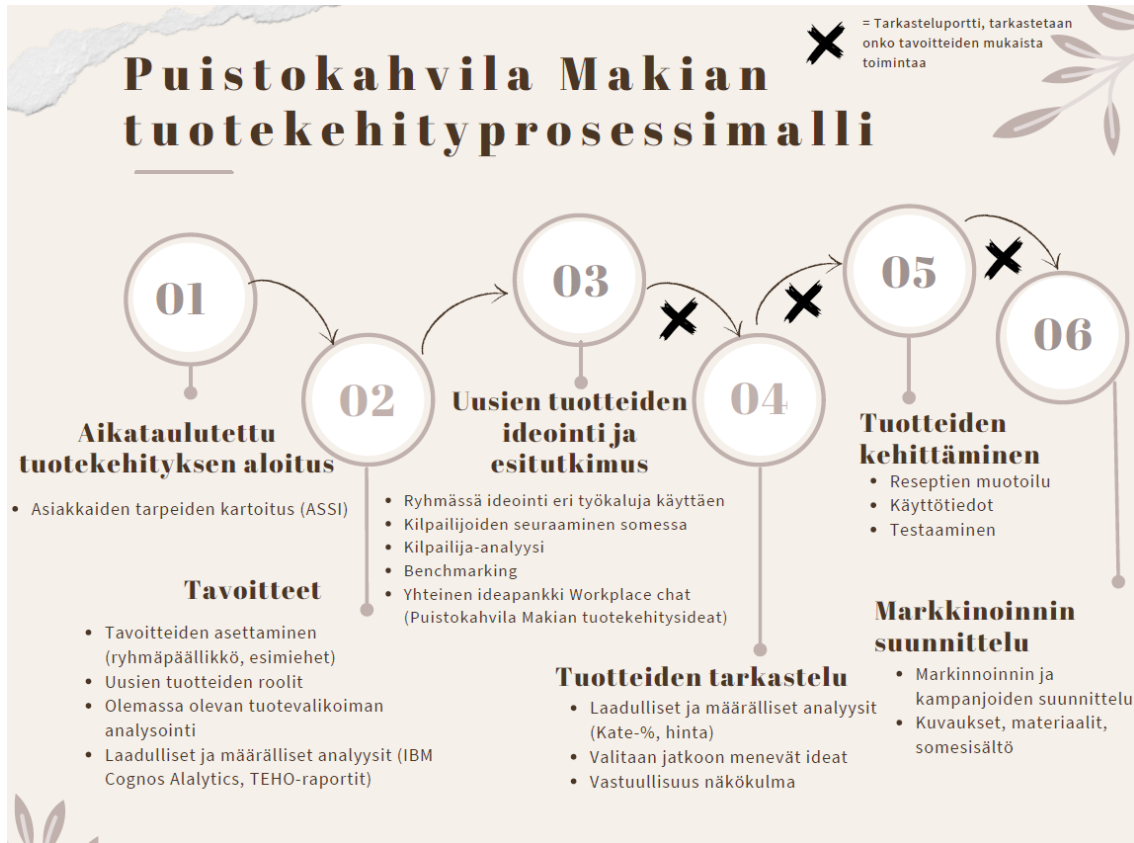 = Tarkasteluportti, tarkastetaan
onko tavoitteiden mukaista
toimintaa
Puistokahvila Makian
tuotekehityprosessimalli
01
Aikataulutettu
tuotekehityksen aloitus
• Asiakkaiden tarpeiden kartoitus (ASSI)
02
Tavoitteet
• Tavoitteiden asettaminen
(ryhmäpäällikkö, esimiehet)
• Uusien tuotteiden roolit
• Olemassa olevan tuotevalikoiman
analysointi
• Laadulliset ja määrälliset analyysit (IBM
Cognos Alalytics, TEHO-raportit)
03
Uusien tuotteiden
ideointi ja
esitutkimus
• Ryhmässä ideointi eri työkaluja käyttäen
• Kilpailijoiden seuraaminen somessa
• Kilpailija-analyysi
• Benchmarking
• Yhteinen ideapankki Workplace chat
(Puistokahvila Makian tuotekehitysideat)
04
Tuotteiden tarkastelu
• Laadulliset ja määrälliset analyysit
(Kate-%, hinta)
• Valitaan jatkoon menevät ideat
• Vastuullisuus näkökulma
05
Tuotteiden
kehittäminen
• Reseptien muotoilu
• Käyttötiedot
• Testaaminen
06
Markkinoinnin
suunnittelu
• Markinnoinnin ja
kampanjoiden suunnittelu
• Kuvaukset, materiaalit,
somesisältö